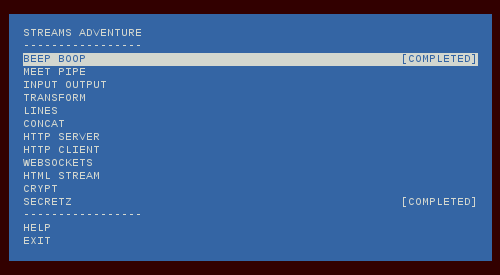 STREAMS ADVENTURE
-----------------
BEEP BOOP [COMPLETED]
MEET PIPE
INPUT OUTPUT
TRANSFORM
LINES
CONCAT
HTTP SERVER
HTTP CLIENT
WEBSOCKETS
HTML STREAM
CRYPT
SECRETZ [COMPLETED]
-----------------
HELP
EXIT